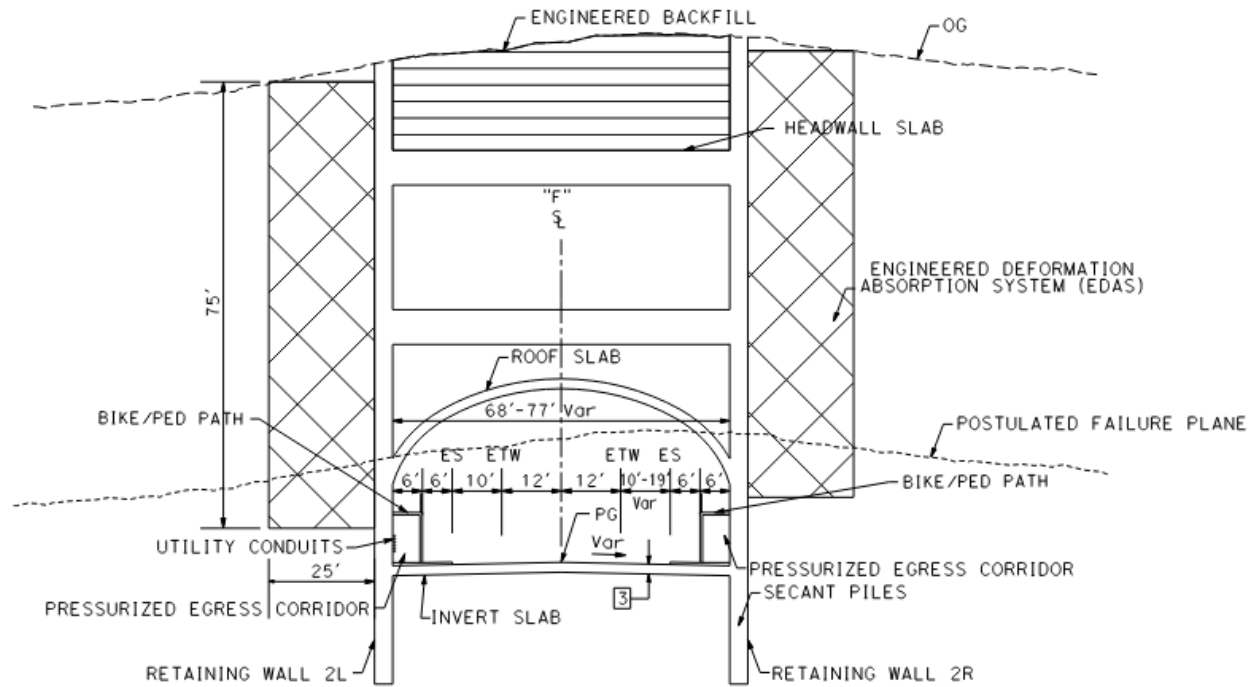 ENGINEERED BACKFILL
OG
HEADWALL SLAB
"F"
SL
ENGINEERED DEFORMATION
ABSORPTION SYSTEM (EDAS)
75'
ROOF SLAB
68'-77' Var
BIKE/PED PATH
POSTULATED FAILURE PLANE
ES ETW ETW ES
6' 6' 10' 12' 12' 10'-19' 6' 6'
BIKE/PED PATH
Var
PG
UTILITY CONDUITS
Var
25'
PRESSURIZED EGRESS CORRIDOR
3
SECANT PILES
PRESSURIZED EGRESS CORRIDOR
INVERT SLAB
RETAINING WALL 2L
RETAINING WALL 2R